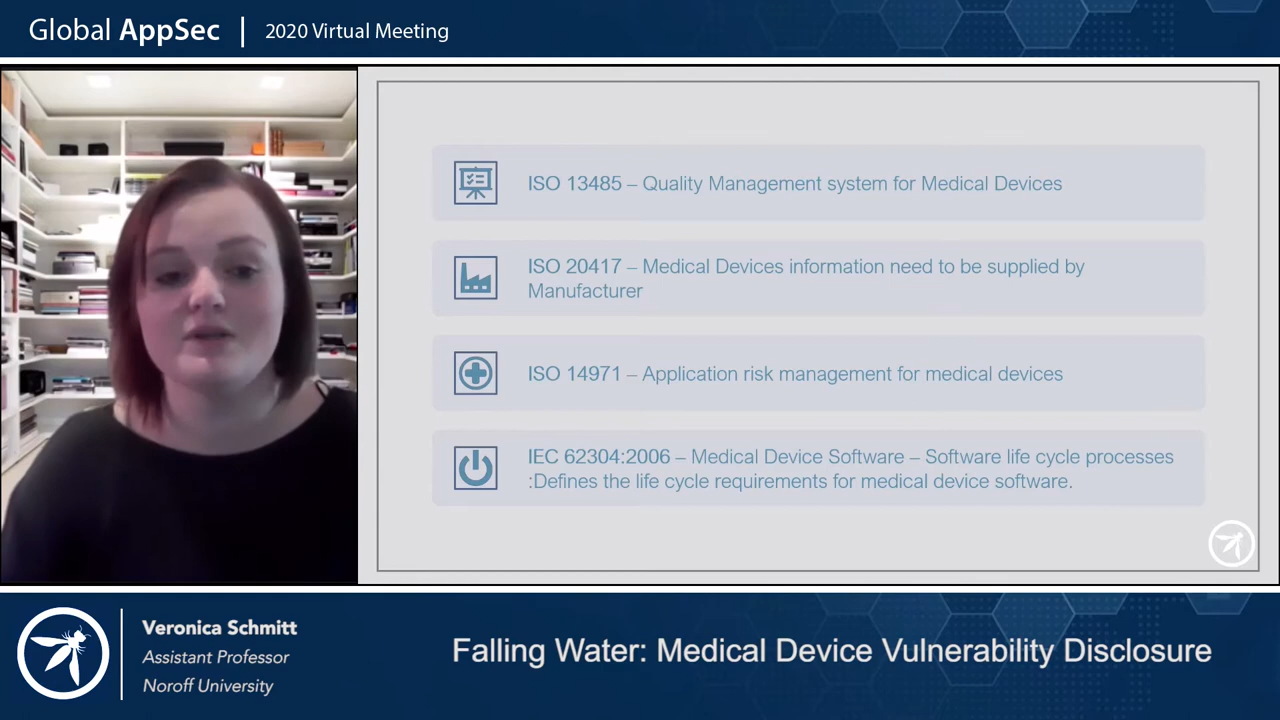 Global AppSec | 2020 Virtual Meeting
ISO 13485 – Quality Management system for Medical Devices
ISO 20417 – Medical Devices information need to be supplied by
Manufacturer
ISO 14971 – Application risk management for medical devices
IEC 62304:2006 – Medical Device Software – Software life cycle processes
:Defines the life cycle requirements for medical device software.
Veronica Schmitt
Assistant Professor
Noroff University
Falling Water: Medical Device Vulnerability Disclosure